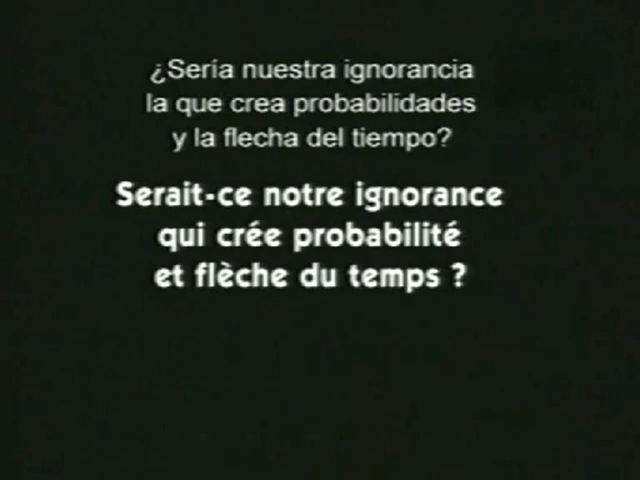 ¿Sería nuestra ignorancia
la que crea probabilidades
y la flecha del tiempo?
Serait-ce notre ignorance
qui crée probabilité
et flèche du temps ?